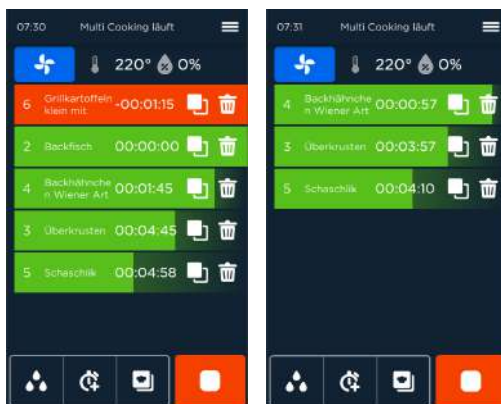 07:30 Multi Cooking läuft
220° 0%
6 Grillkartoffeln klein mit -00:01:15
2 Backfisch 00:00:00
4 Backhähnche
n Wiener Art 00:01:45
3 Überkrusten 00:04:45
5 Schaschlik 00:04:58
07:31 Multi Cooking läuft
220° 0%
4 Backhähnche
n Wiener Art 00:00:57
3 Überkrusten 00:03:57
5 Schaschlik 00:04:10